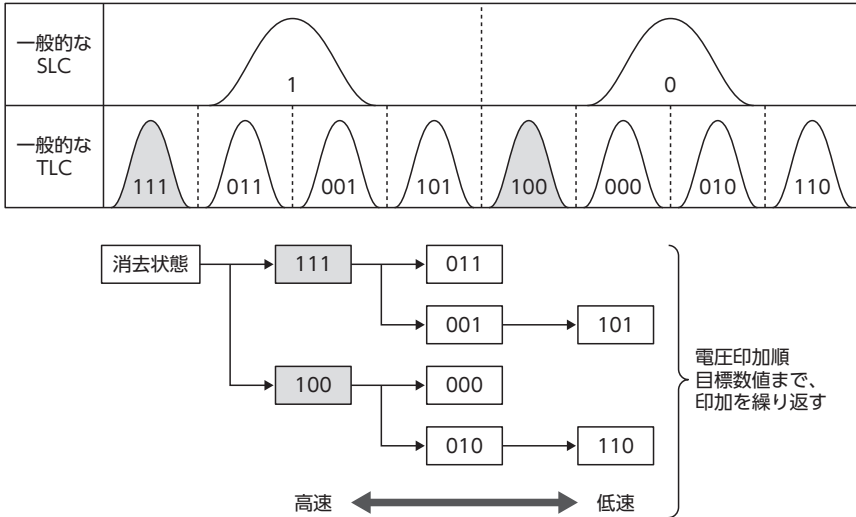 一般的な
SLC
1
0
一般的な
TLC
111
011
001
101
100
000
010
110
消去状態
111
011
001
101
100
000
010
110
電圧印加順
目標数値まで、
印加を繰り返す
高速
低速